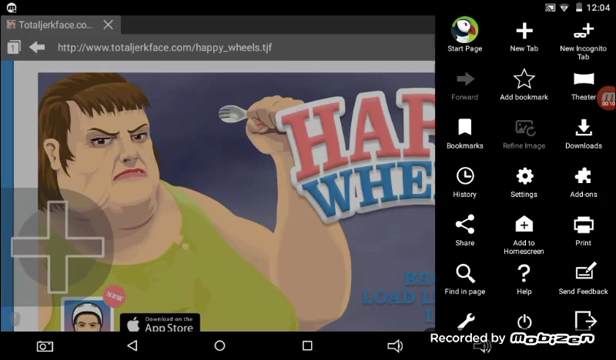 12:04
Totaljerkface.co...
1
http://www.totaljerkface.com/happy_wheels.tjf
Start Page
New Tab
New Incognito
Tab
Forward
Add bookmark
Theater
Bookmarks
Refine Image
Downloads
History
Settings
Add-ons
Share
Add to
Homescreen
Print
Find in page
Help
Send Feedback
HAP
WHE
LOAD L
NEW
Download on the
App Store
Recorded by MOBIZEN